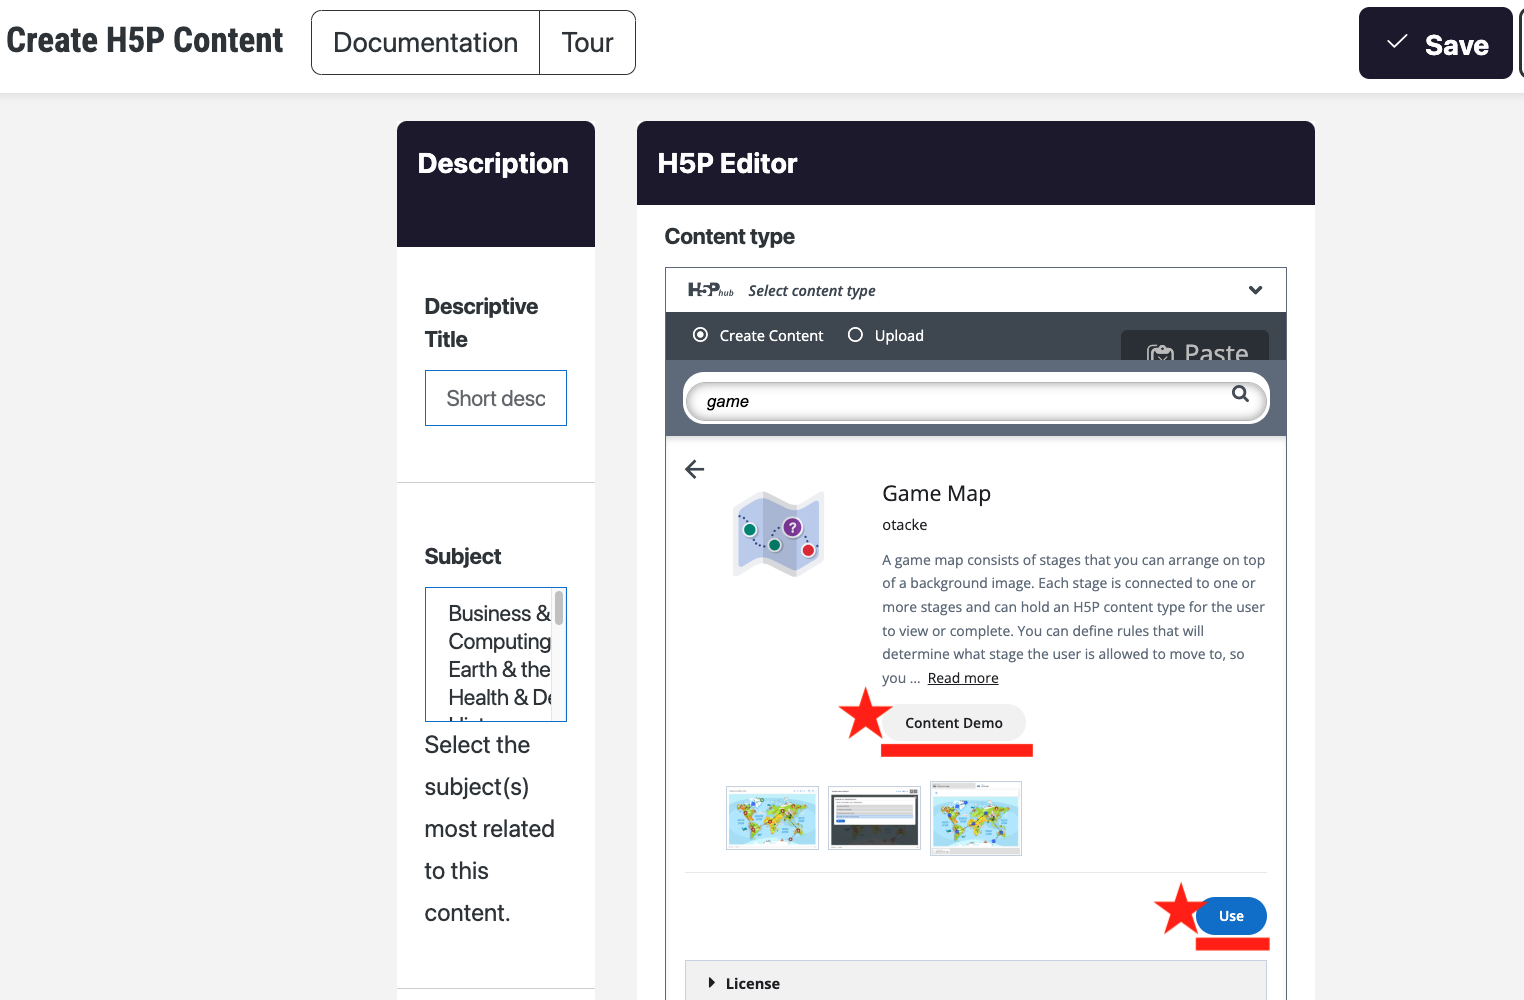 Create H5P Content
Documentation
Tour
Save
Description
Descriptive
Title
Short desc
Subject
Business &
Computing
Earth & the
Health & De
Select the
subject(s)
most related
to this
content.
H5P Editor
Content type
H5P hub Select content type
Create Content
Upload
Paste
game
Game Map
otacke
A game map consists of stages that you can arrange on top
of a background image. Each stage is connected to one or
more stages and can hold an H5P content type for the user
to view or complete. You can define rules that will
determine what stage the user is allowed to move to, so
you ... Read more
Content Demo
Use
License